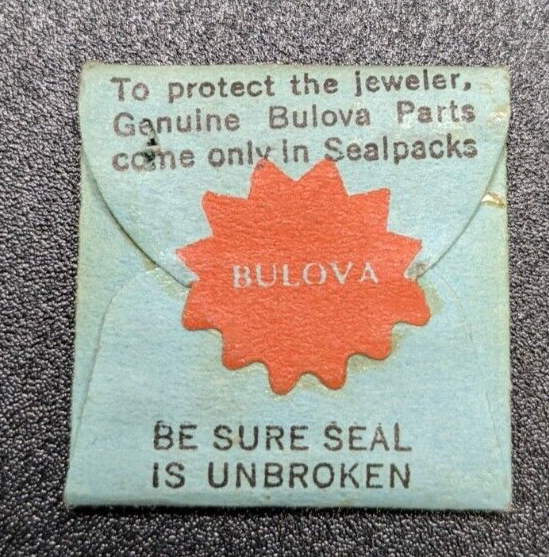 To protect the jeweler,
Genuine Bulova Parts
come only in Sealpacks
BULOVA
BE SURE SEAL
IS UNBROKEN